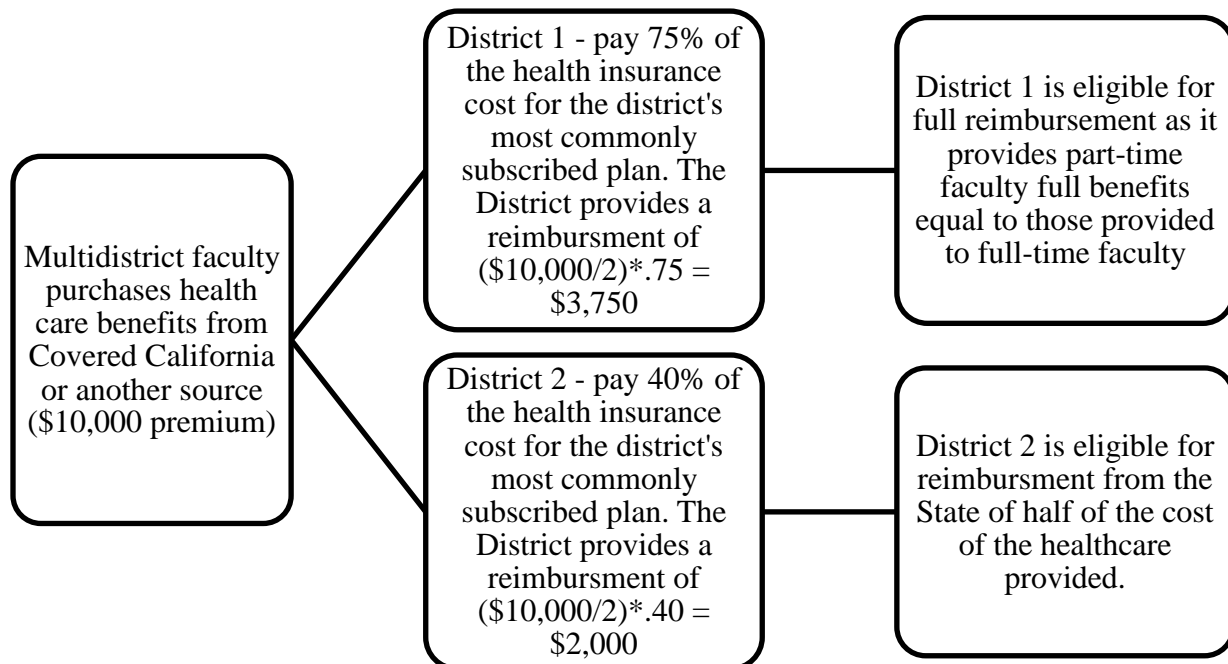 Multidistrict faculty
purchases health
care benefits from
Covered California
or another source
($10,000 premium)
District 1 - pay 75% of
the health insurance
cost for the district's
most commonly
subscribed plan. The
District provides a
reimbursment of
($10,000/2)*.75 =
$3,750
District 1 is eligible for
full reimbursement as it
provides part-time
faculty full benefits
equal to those provided
to full-time faculty
District 2 - pay 40% of
the health insurance
cost for the district's
most commonly
subscribed plan. The
District provides a
reimbursment of
($10,000/2)*.40 =
$2,000
District 2 is eligible for
reimbursment from the
State of half of the cost
of the healthcare
provided.